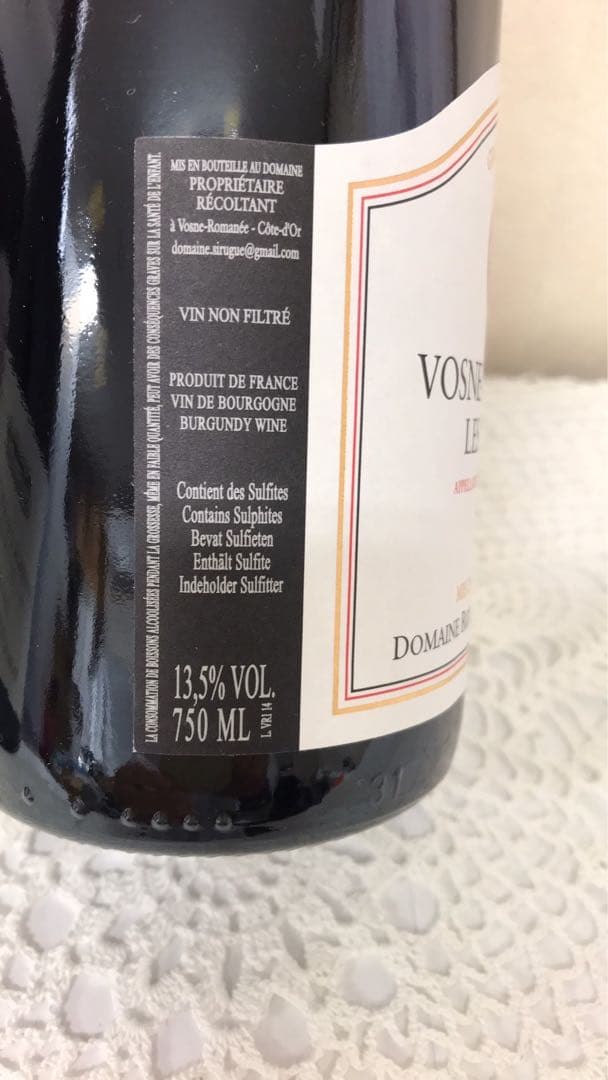 LA CONSOMMATION DE BOISSONS ALCOOLISÉES PENDANT LA GROSSESSE, MÊME EN FAIBLE QUANTITÉ, PEUT AVOIR DES CONSÉQUENCES GRAVES SUR LA SANTÉ DE L'ENFANT.
MIS EN BOUTEILLE AU DOMAINE
PROPRIÉTAIRE
RÉCOLTANT
à Vosne-Romanée - Côte-d'Or
domaine.sirugue@gmail.com
VIN NON FILTRÉ
PRODUIT DE FRANCE
VIN DE BOURGOGNE
BURGUNDY WINE
Contient des Sulfites
Contains Sulphites
Bevat Sulfieten
Enthält Sulfite
Indeholder Sulfitter
13,5% VOL.
750 ML
L. VR1 14
VOSNE
DOMAINE